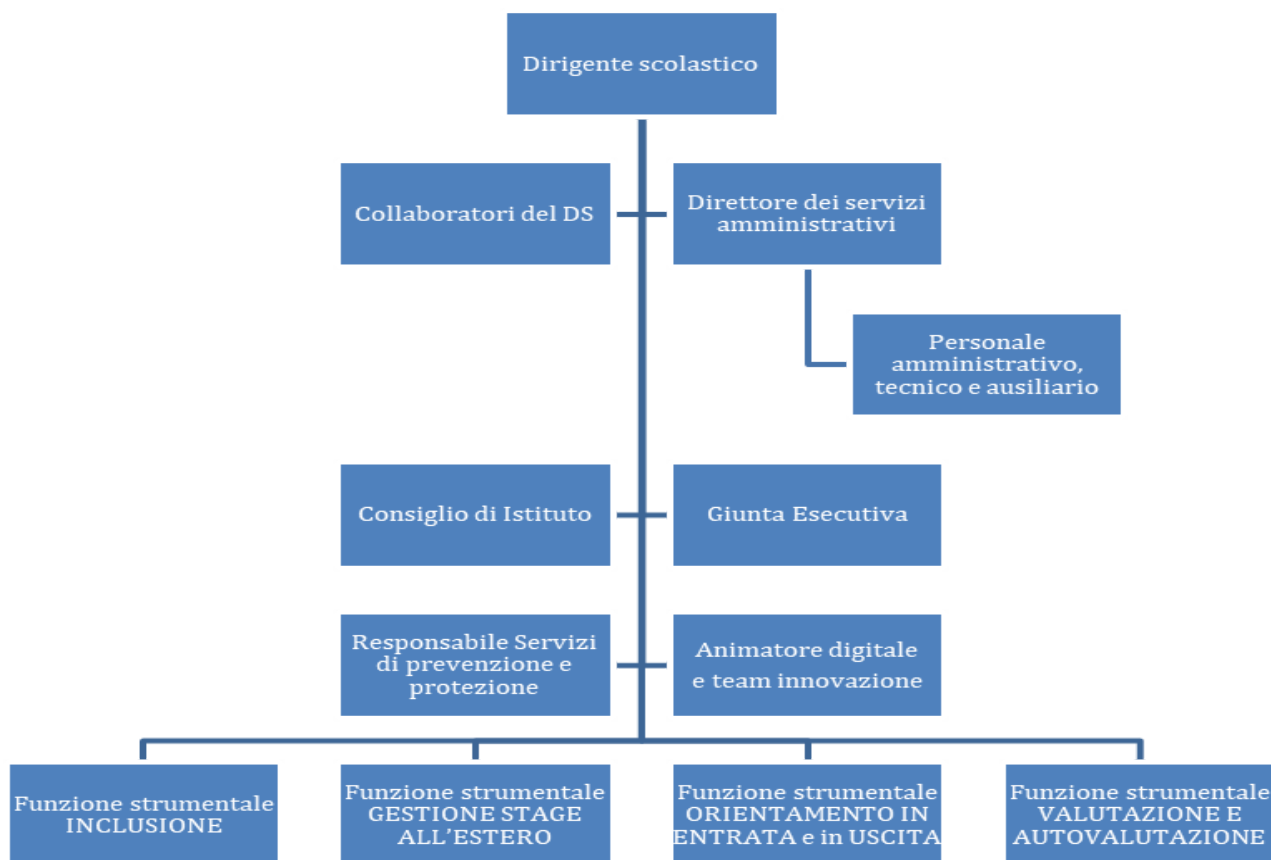 Dirigente scolastico
Collaboratori del DS
Direttore dei servizi
amministrativi
Personale
amministrativo,
tecnico e ausiliario
Consiglio di Istituto
Giunta Esecutiva
Responsabile Servizi
di prevenzione e
protezione
Animatore digitale
e team innovazione
Funzione strumentale
INCLUSIONE
Funzione strumentale
GESTIONE STAGE
ALL'ESTERO
Funzione strumentale
ORIENTAMENTO IN
ENTRATA e in USCITA
Funzione strumentale
VALUTAZIONE E
AUTOVALUTAZIONE